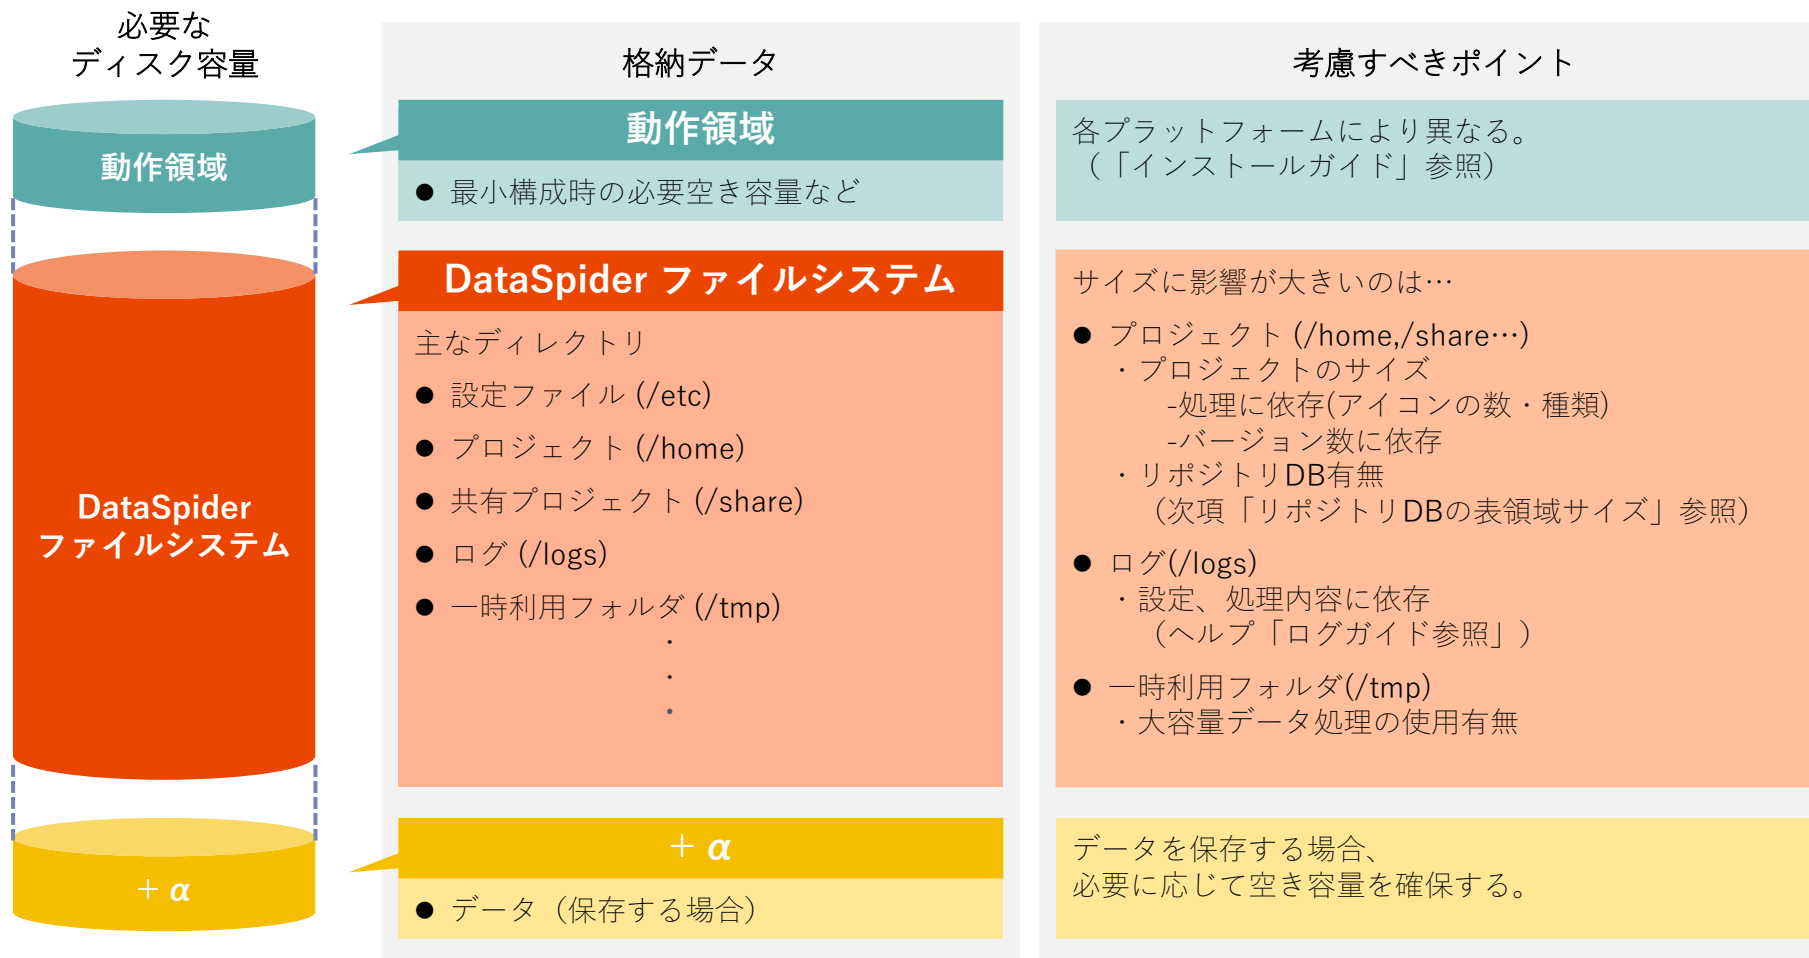 必要な
ディスク容量
動作領域
DataSpider
ファイルシステム
+ α
格納データ
動作領域
● 最小構成時の必要空き容量など
DataSpider ファイルシステム
主なディレクトリ
● 設定ファイル (/etc)
● プロジェクト (/home)
● 共有プロジェクト (/share)
● ログ (/logs)
● 一時利用フォルダ (/tmp)
・
・
・
+ α
● データ（保存する場合）
考慮すべきポイント
各プラットフォームにより異なる。
（「インストールガイド」参照）
サイズに影響が大きいのは…
● プロジェクト (/home,/share…)
・プロジェクトのサイズ
-処理に依存(アイコンの数・種類)
-バージョン数に依存
・リポジトリDB有無
（次項「リポジトリDBの表領域サイズ」参照）
● ログ(/logs)
・設定、処理内容に依存
（ヘルプ「ログガイド参照」）
● 一時利用フォルダ(/tmp)
・大容量データ処理の使用有無
データを保存する場合、
必要に応じて空き容量を確保する。